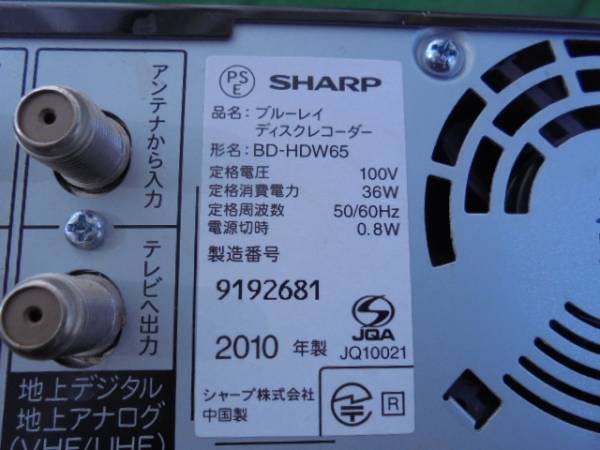 アンテナから入力
テレビへ出力
地上デジタル
地上アナログ
(VHF/UHF)
PS
E
SHARP
品名: ブルーレイ
ディスクレコーダー
形名: BD-HDW65
定格電圧 100V
定格消費電力 36W
定格周波数 50/60Hz
電源切時 0.8W
製造番号
9192681
2010 年製
JQA
JQ10021
シャープ株式会社
中国製
R